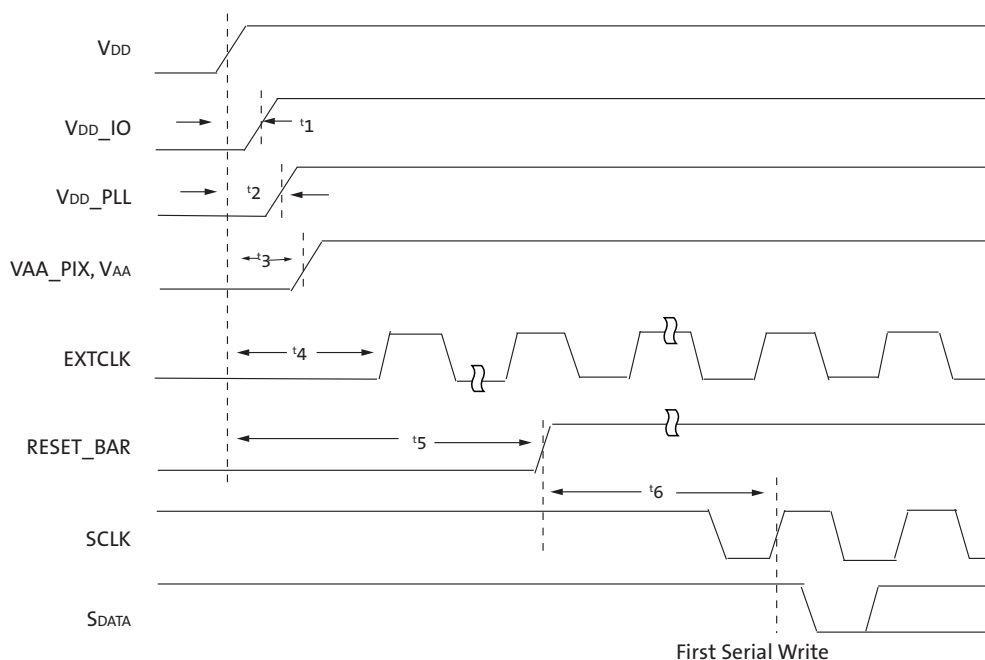 VDD
VDD_IO
t1
VDD_PLL
t2
VAA_PIX, VAA
t3
EXTCLK
t4
RESET_BAR
t5
t6
SCLK
SDATA
First Serial Write